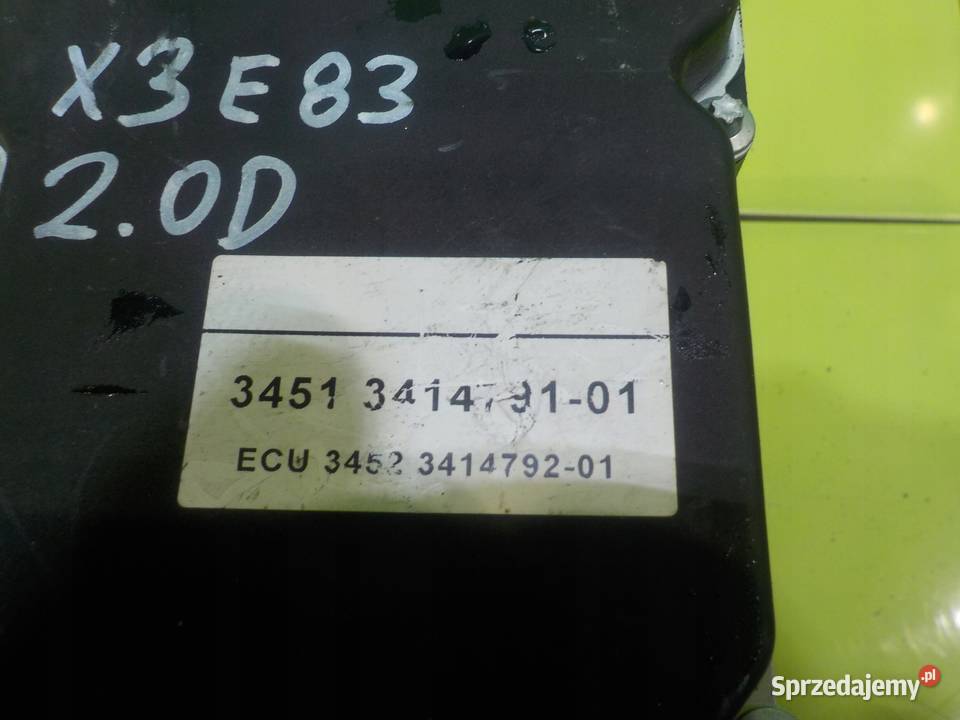 X3 E83
2.0D
3451 3414791-01
ECU 3452 3414792-01
Sprzedajemy.pl